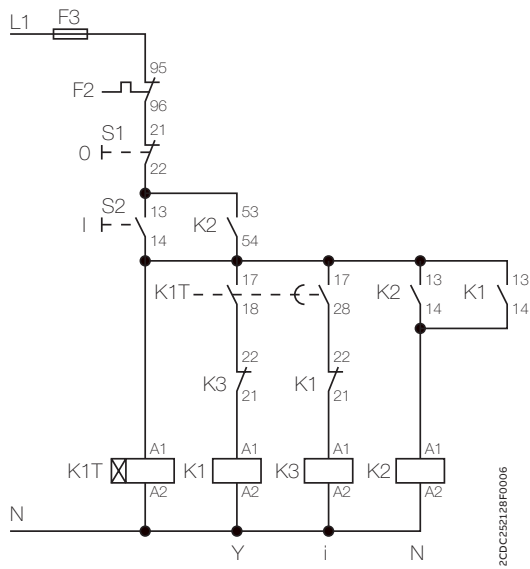 F3
L1
95
F2
96
S1 21
0
22
S2 13 53
I K2
14 54
17 17 13 13
K1T K2 K1
18 28 14 14
22 22
K3 K1
21 21
A1 A1 A1 A1
K1T K1 K3 K2
A2 A2 A2 A2
N
Y i N
2CDC252128F0006